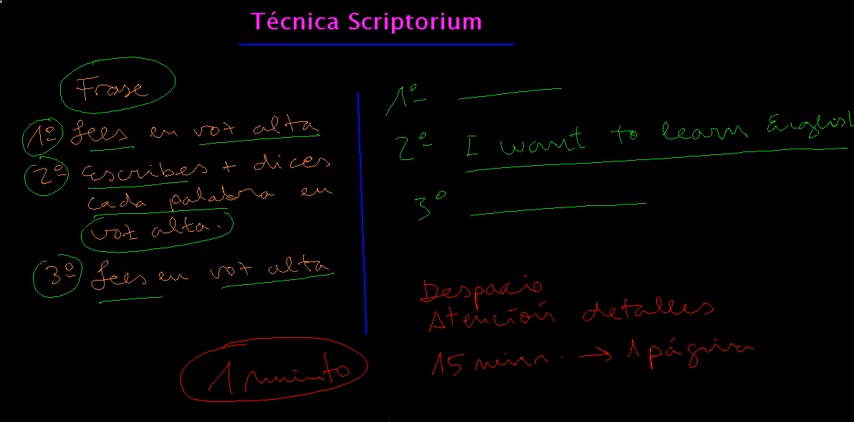 Técnica Scriptorium
Frase
1º Lees en voz alta
2º Escribes + dices
cada palabra en
voz alta.
3º Lees en voz alta
1 minuto
1º
2º I want to learn English
3º
Despacio
Atención detalles
15 min. → 1 página